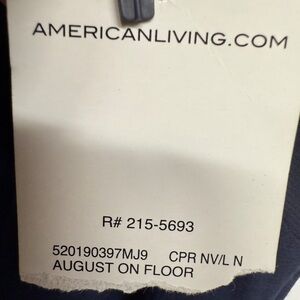 AMERICANLIVING.COM
R# 215-5693
520190397MJ9 CPR NV/L N
AUGUST ON FLOOR